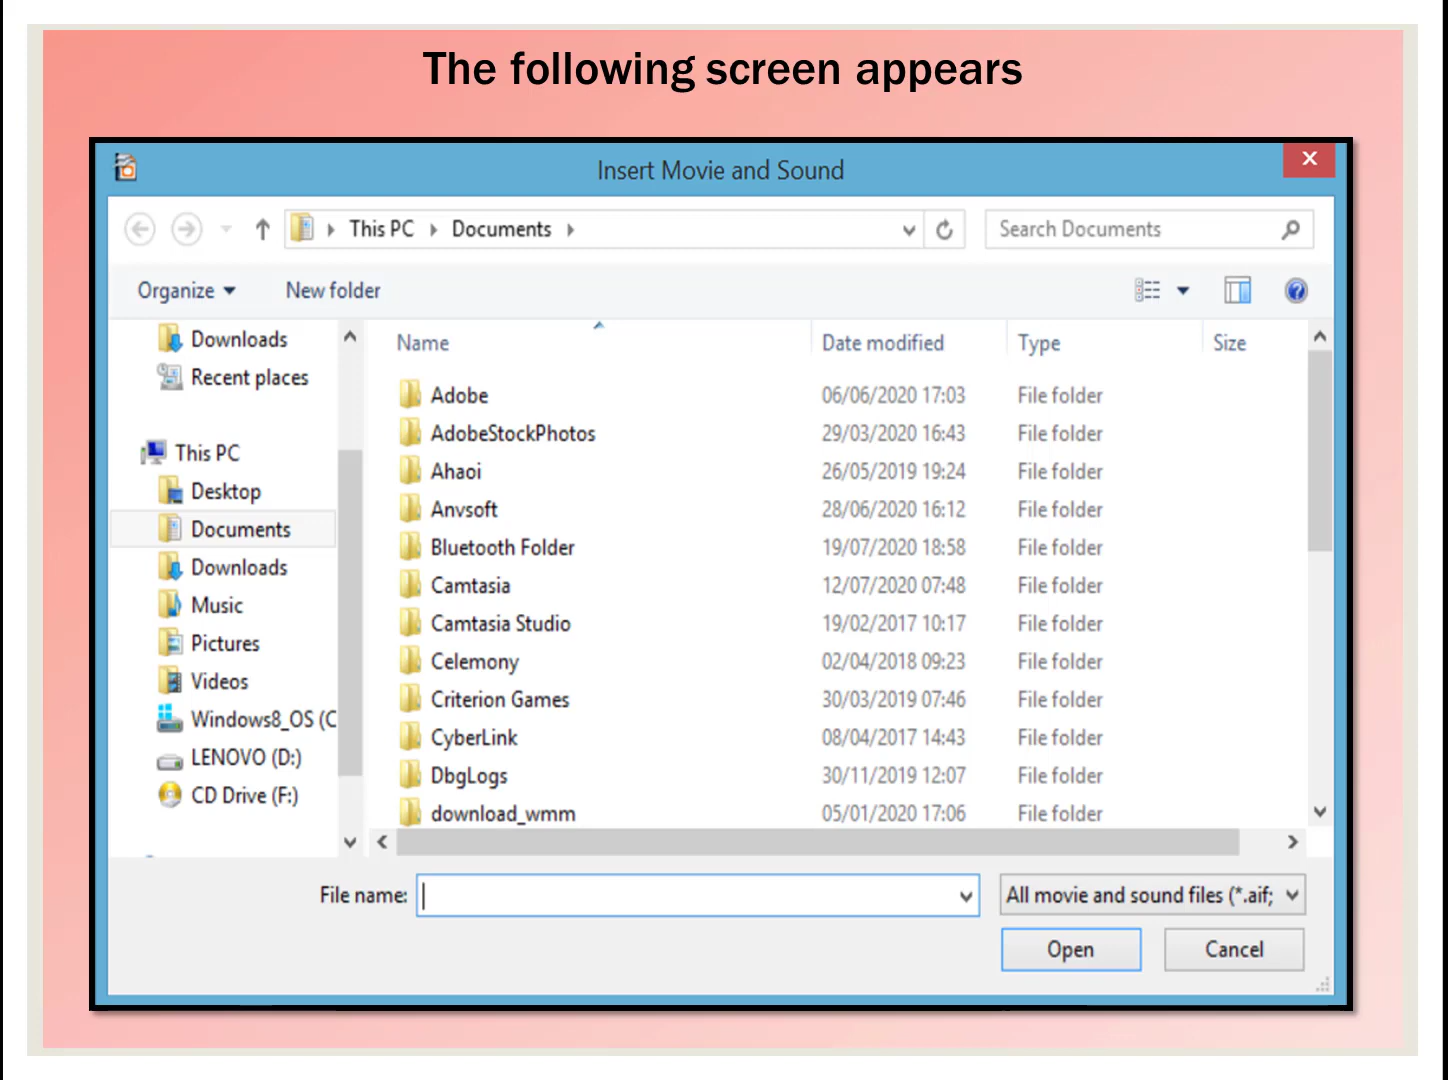 The following screen appears
Insert Movie and Sound
This PC Documents
Search Documents
Organize
New folder
Downloads
Recent places
This PC
Desktop
Documents
Downloads
Music
Pictures
Videos
Windows8_OS (C
LENOVO (D:)
CD Drive (F:)
Name Date modified Type Size
Adobe 06/06/2020 17:03 File folder
AdobeStockPhotos 29/03/2020 16:43 File folder
Ahaoi 26/05/2019 19:24 File folder
Anvsoft 28/06/2020 16:12 File folder
Bluetooth Folder 19/07/2020 18:58 File folder
Camtasia 12/07/2020 07:48 File folder
Camtasia Studio 19/02/2017 10:17 File folder
Celemony 02/04/2018 09:23 File folder
Criterion Games 30/03/2019 07:46 File folder
CyberLink 08/04/2017 14:43 File folder
DbgLogs 30/11/2019 12:07 File folder
download_wmm 05/01/2020 17:06 File folder
File name:
All movie and sound files (*.aif;
Open
Cancel